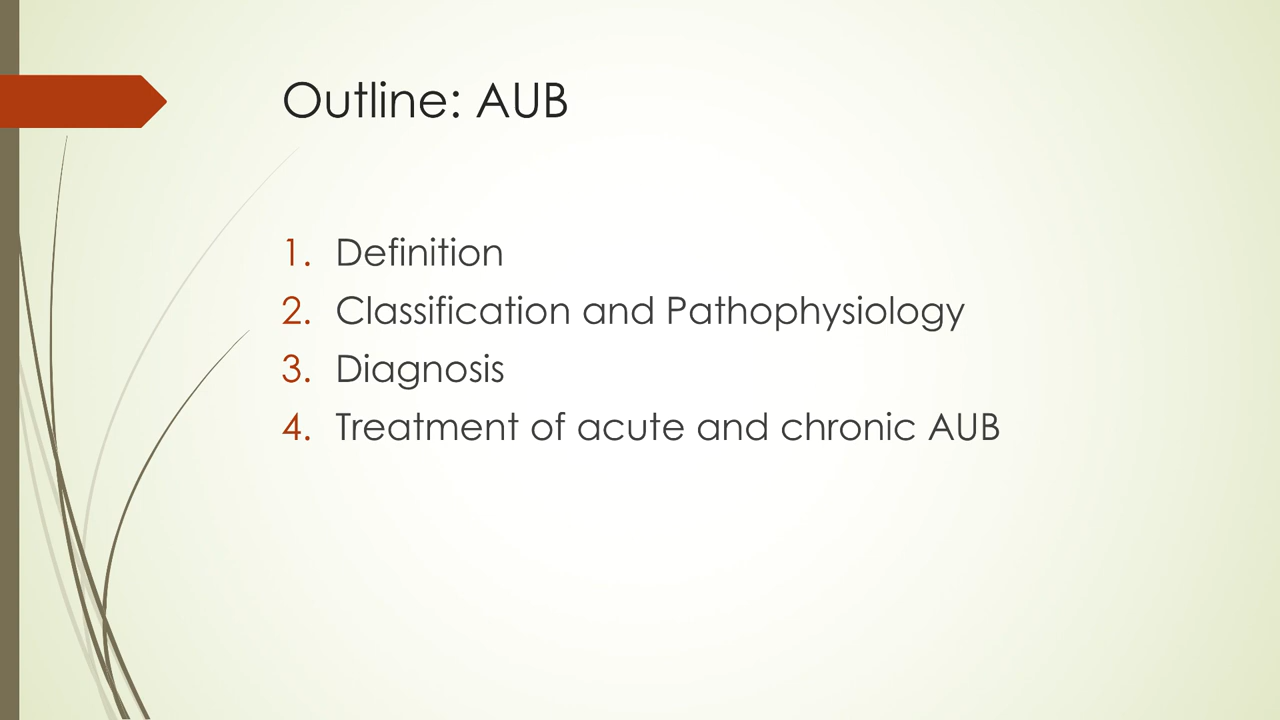 Outline: AUB
1. Definition
2. Classification and Pathophysiology
3. Diagnosis
4. Treatment of acute and chronic AUB